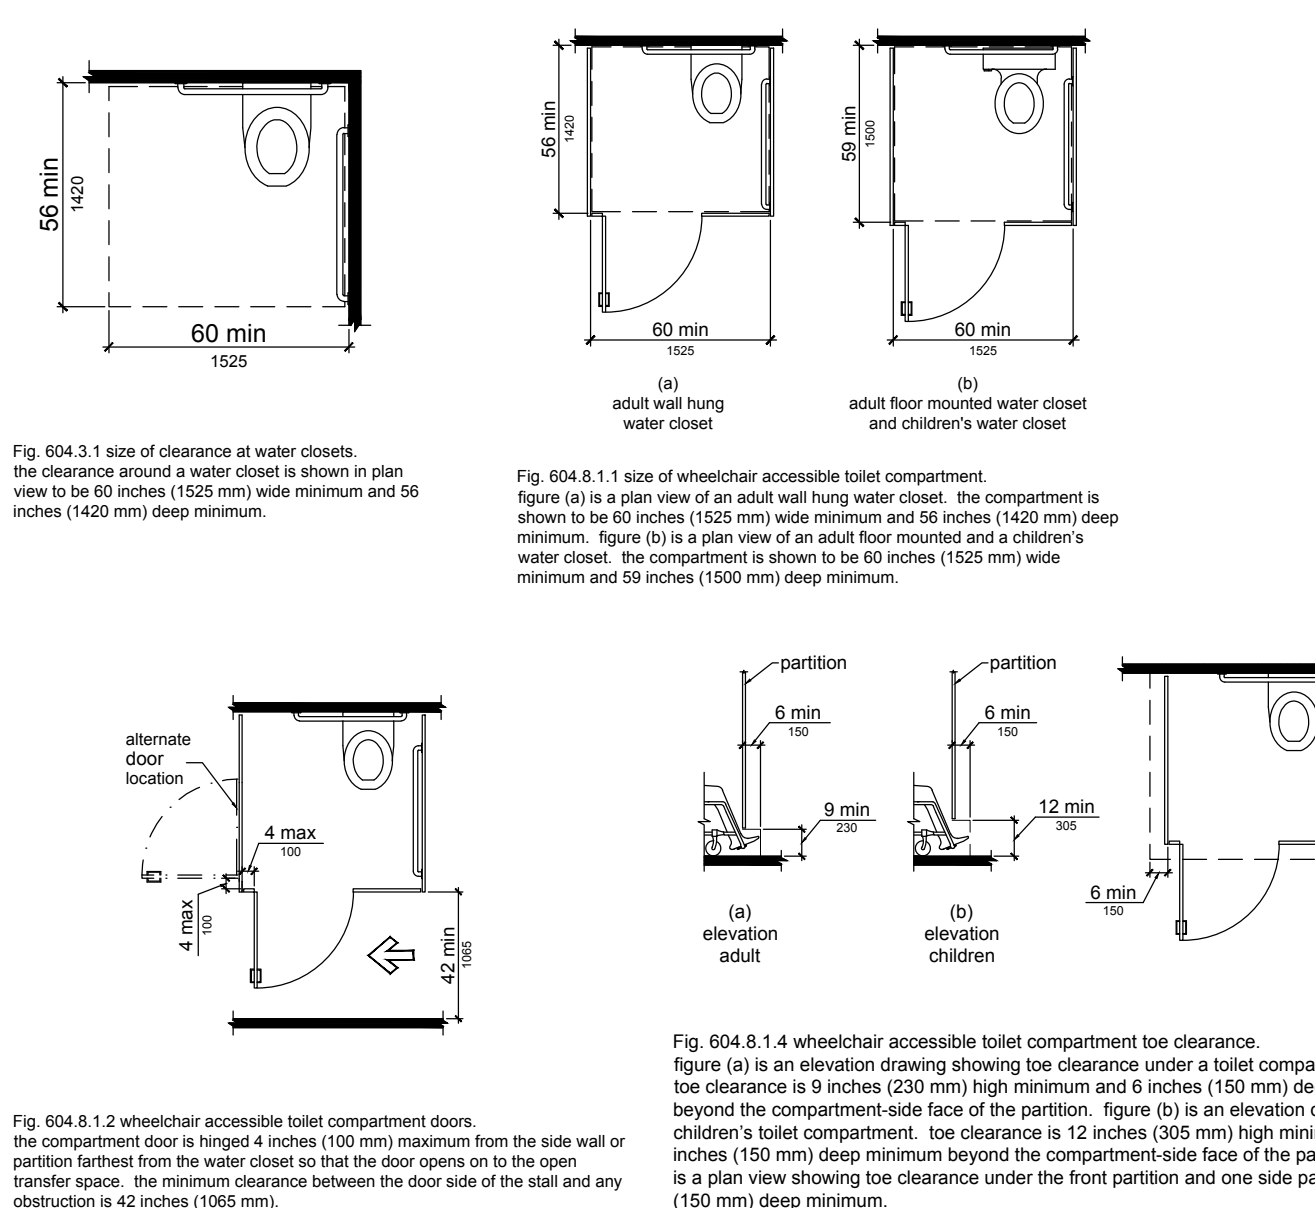 56 min
1420
60 min
1525
Fig. 604.3.1 size of clearance at water closets.
the clearance around a water closet is shown in plan
view to be 60 inches (1525 mm) wide minimum and 56
inches (1420 mm) deep minimum.
56 min
1420
60 min
1525
(a)
adult wall hung
water closet
59 min
1500
60 min
1525
(b)
adult floor mounted water closet
and children's water closet
Fig. 604.8.1.1 size of wheelchair accessible toilet compartment.
figure (a) is a plan view of an adult wall hung water closet. the compartment is
shown to be 60 inches (1525 mm) wide minimum and 56 inches (1420 mm) deep
minimum. figure (b) is a plan view of an adult floor mounted and a children's
water closet. the compartment is shown to be 60 inches (1525 mm) wide
minimum and 59 inches (1500 mm) deep minimum.
alternate
door
location
4 max
100
4 max
100
42 min
1065
Fig. 604.8.1.2 wheelchair accessible toilet compartment doors.
the compartment door is hinged 4 inches (100 mm) maximum from the side wall or
partition farthest from the water closet so that the door opens on to the open
transfer space. the minimum clearance between the door side of the stall and any
obstruction is 42 inches (1065 mm).
partition
6 min
150
9 min
230
(a)
elevation
adult
partition
6 min
150
12 min
305
(b)
elevation
children
6 min
150
Fig. 604.8.1.4 wheelchair accessible toilet compartment toe clearance.
figure (a) is an elevation drawing showing toe clearance under a toilet compa
toe clearance is 9 inches (230 mm) high minimum and 6 inches (150 mm) de
beyond the compartment-side face of the partition. figure (b) is an elevation
children's toilet compartment. toe clearance is 12 inches (305 mm) high mini
inches (150 mm) deep minimum beyond the compartment-side face of the pa
is a plan view showing toe clearance under the front partition and one side pa
(150 mm) deep minimum.